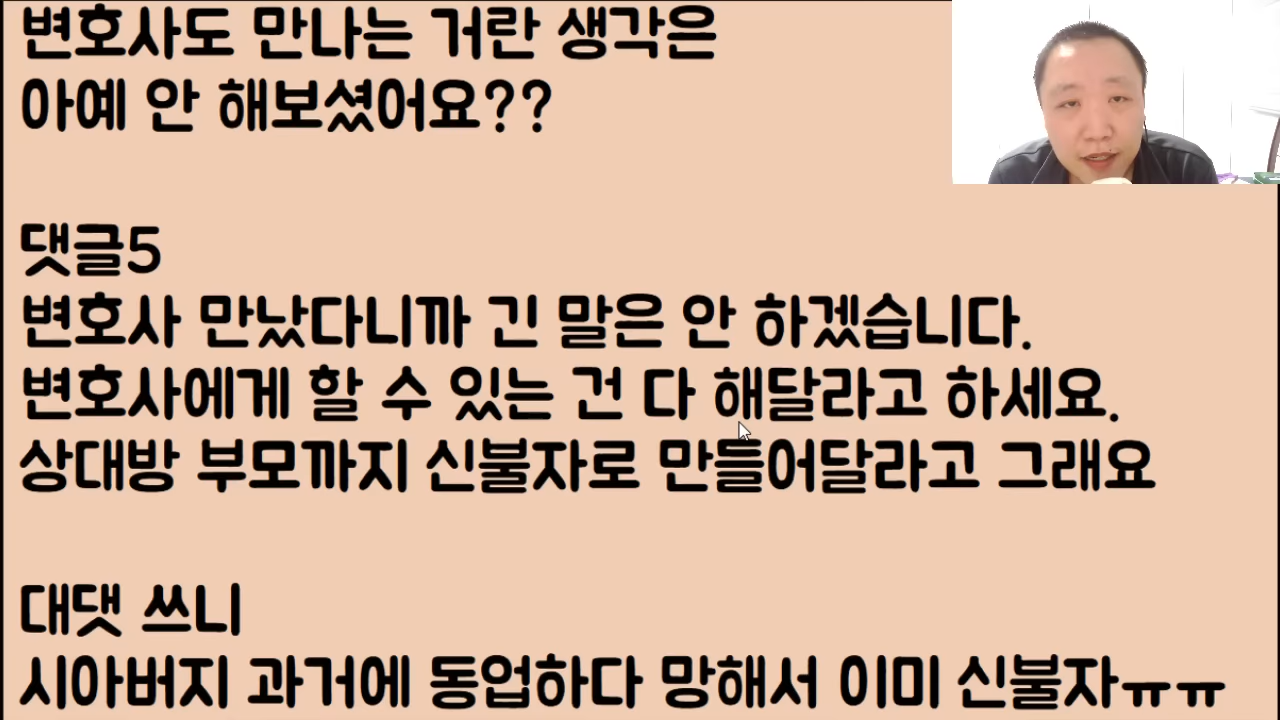 변호사도 만나는 거란 생각은
아예 안 해보셨어요??
댓글5
변호사 만났다니까 긴 말은 안 하겠습니다.
변호사에게 할 수 있는 건 다 해달라고 하세요.
상대방 부모까지 신불자로 만들어달라고 그래요
대댓 쓰니
시아버지 과거에 동업하다 망해서 이미 신불자ㅠㅠ